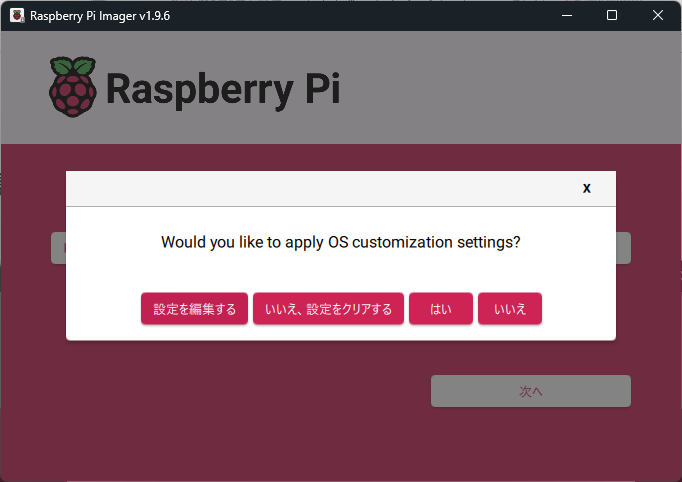 Raspberry Pi Imager v1.9.6
Raspberry Pi
x
Would you like to apply OS customization settings?
設定を編集する
いいえ、設定をクリアする
はい
いいえ
次へ